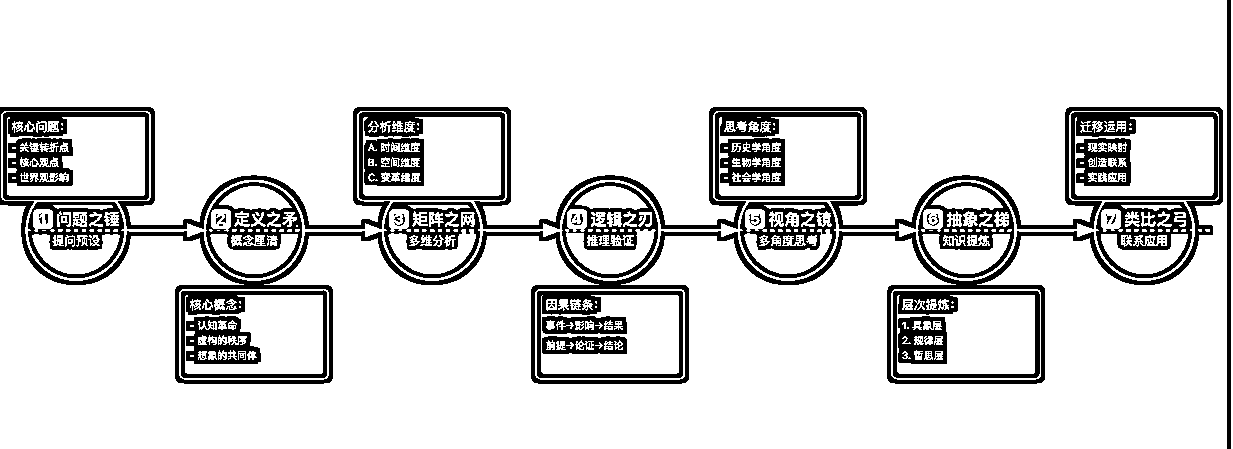 核心问题：
- 关键转折点
- 核心观点
- 世界观影响
1 问题之锤
提问预设
2 定义之矛
概念厘清
核心概念：
- 认知革命
- 虚构的秩序
- 想象的共同体
分析维度：
A. 时间维度
B. 空间维度
C. 变革维度
3 矩阵之网
多维分析
4 逻辑之刃
推理验证
因果链条：
事件→影响→结果
前提→论证→结论
思考角度：
- 历史学角度
- 生物学角度
- 社会学角度
5 视角之镜
多角度思考
6 抽象之梯
知识提炼
层次提炼：
1. 具象层
2. 规律层
3. 哲思层
迁移运用：
- 现实映射
- 创造联系
- 实践应用
7 类比之弓
联系应用